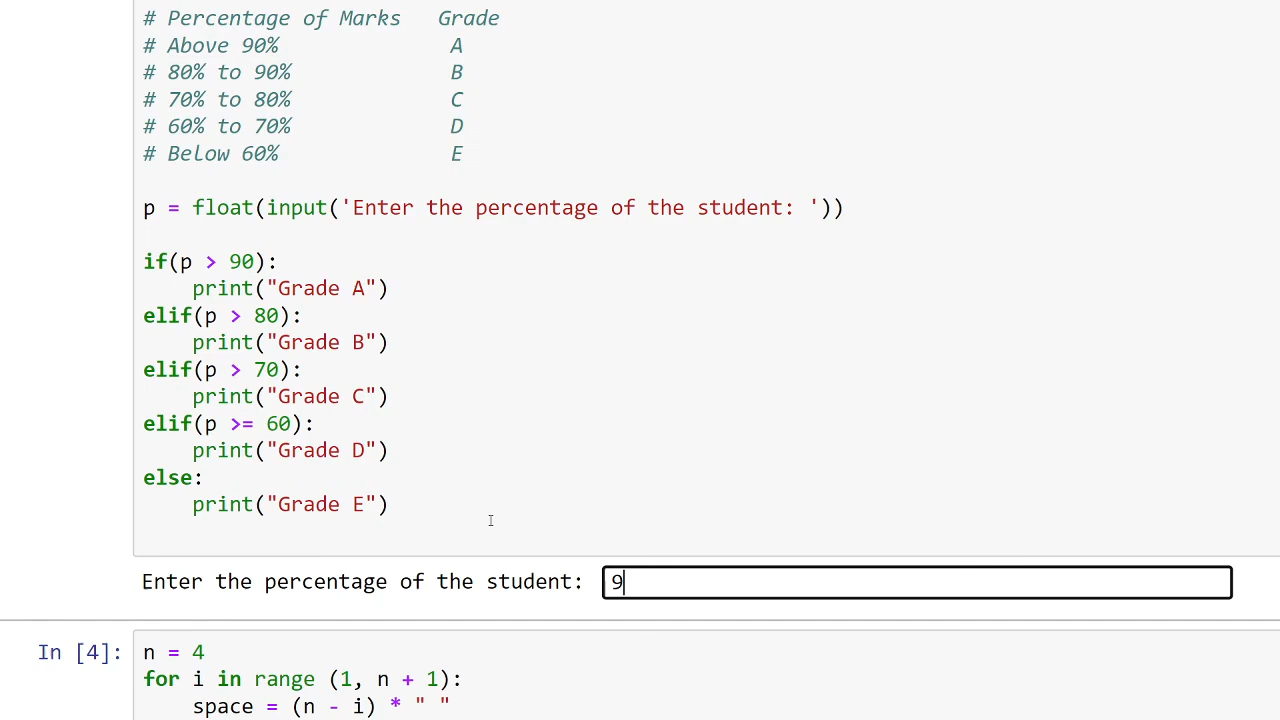 # Percentage of Marks   Grade
# Above 90%              A
# 80% to 90%             B
# 70% to 80%             C
# 60% to 70%             D
# Below 60%              E
p = float(input('Enter the percentage of the student: '))
if(p > 90):
    print("Grade A")
elif(p > 80):
    print("Grade B")
elif(p > 70):
    print("Grade C")
elif(p >= 60):
    print("Grade D")
else:
    print("Grade E")
Enter the percentage of the student: 9
In [4]: n = 4
for i in range (1, n + 1):
    space = (n - i) * " "